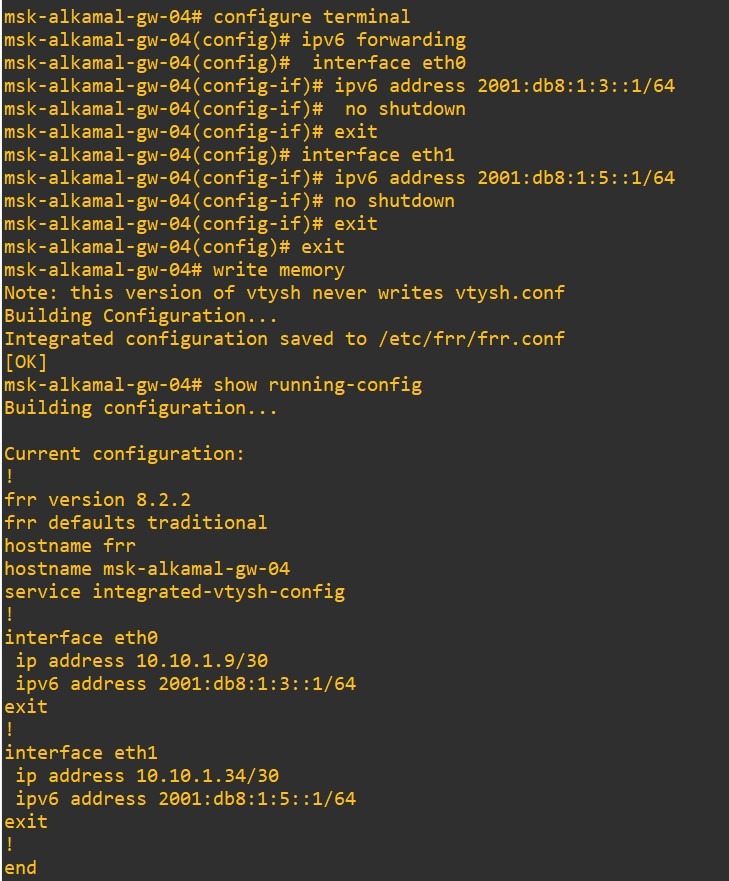 msk-alkamal-gw-04# configure terminal
msk-alkamal-gw-04(config)# ipv6 forwarding
msk-alkamal-gw-04(config)#  interface eth0
msk-alkamal-gw-04(config-if)# ipv6 address 2001:db8:1:3::1/64
msk-alkamal-gw-04(config-if)#  no shutdown
msk-alkamal-gw-04(config-if)# exit
msk-alkamal-gw-04(config)# interface eth1
msk-alkamal-gw-04(config-if)# ipv6 address 2001:db8:1:5::1/64
msk-alkamal-gw-04(config-if)# no shutdown
msk-alkamal-gw-04(config-if)# exit
msk-alkamal-gw-04(config)# exit
msk-alkamal-gw-04# write memory
Note: this version of vtysh never writes vtysh.conf
Building Configuration...
Integrated configuration saved to /etc/frr/frr.conf
[OK]
msk-alkamal-gw-04# show running-config
Building configuration...

Current configuration:
!
frr version 8.2.2
frr defaults traditional
hostname frr
hostname msk-alkamal-gw-04
service integrated-vtysh-config
!
interface eth0
 ip address 10.10.1.9/30
 ipv6 address 2001:db8:1:3::1/64
exit
!
interface eth1
 ip address 10.10.1.34/30
 ipv6 address 2001:db8:1:5::1/64
exit
!
end